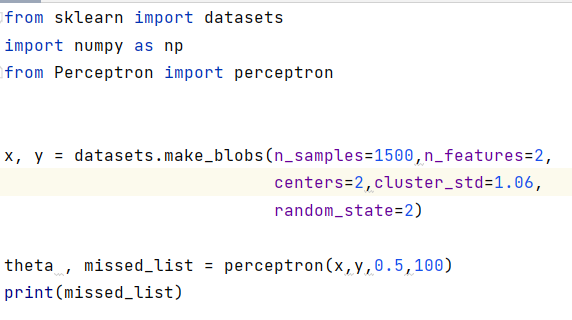 from sklearn import datasets
import numpy as np
from Perceptron import perceptron
x, y = datasets.make_blobs(n_samples=1500,n_features=2,
centers=2,cluster_std=1.06,
random_state=2)
theta , missed_list = perceptron(x,y,0.5,100)
print(missed_list)